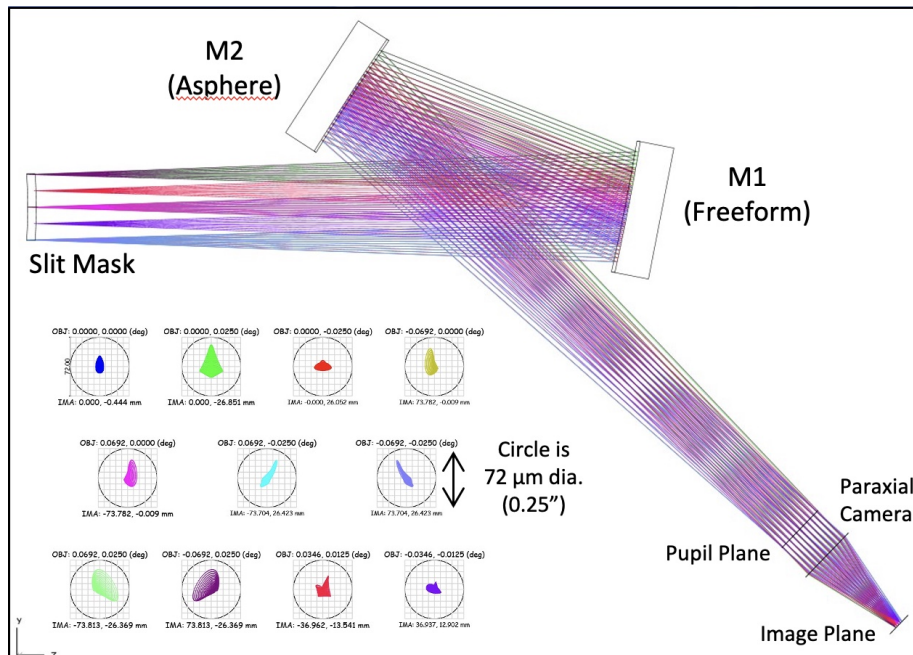 M2
(Asphere)
M1
(Freeform)
Slit Mask
OBJ: 0.0000, 0.0000 (deg)
OBJ: 0.0000, 0.0250 (deg)
OBJ: 0.0000, -0.0250 (deg)
OBJ: -0.0692, 0.0000 (deg)
72.00
IMA: 0.000, -0.444 mm
IMA: 0.000, -26.851 mm
IMA: -0.000, 26.052 mm
IMA: 73.782, -0.009 mm
OBJ: 0.0692, 0.0000 (deg)
OBJ: 0.0692, -0.0250 (deg)
OBJ: -0.0692, -0.0250 (deg)
IMA: -73.782, -0.009 mm
IMA: -73.704, 26.423 mm
IMA: 73.704, 26.423 mm
Circle is
72 µm dia.
(0.25”)
OBJ: 0.0692, 0.0250 (deg)
OBJ: -0.0692, 0.0250 (deg)
OBJ: 0.0346, 0.0125 (deg)
OBJ: -0.0346, -0.0125 (deg)
IMA: -73.813, -26.369 mm
IMA: 73.813, -26.369 mm
IMA: -36.962, -13.541 mm
IMA: 36.937, 12.902 mm
Paraxial
Camera
Pupil Plane
Image Plane
Y
Z